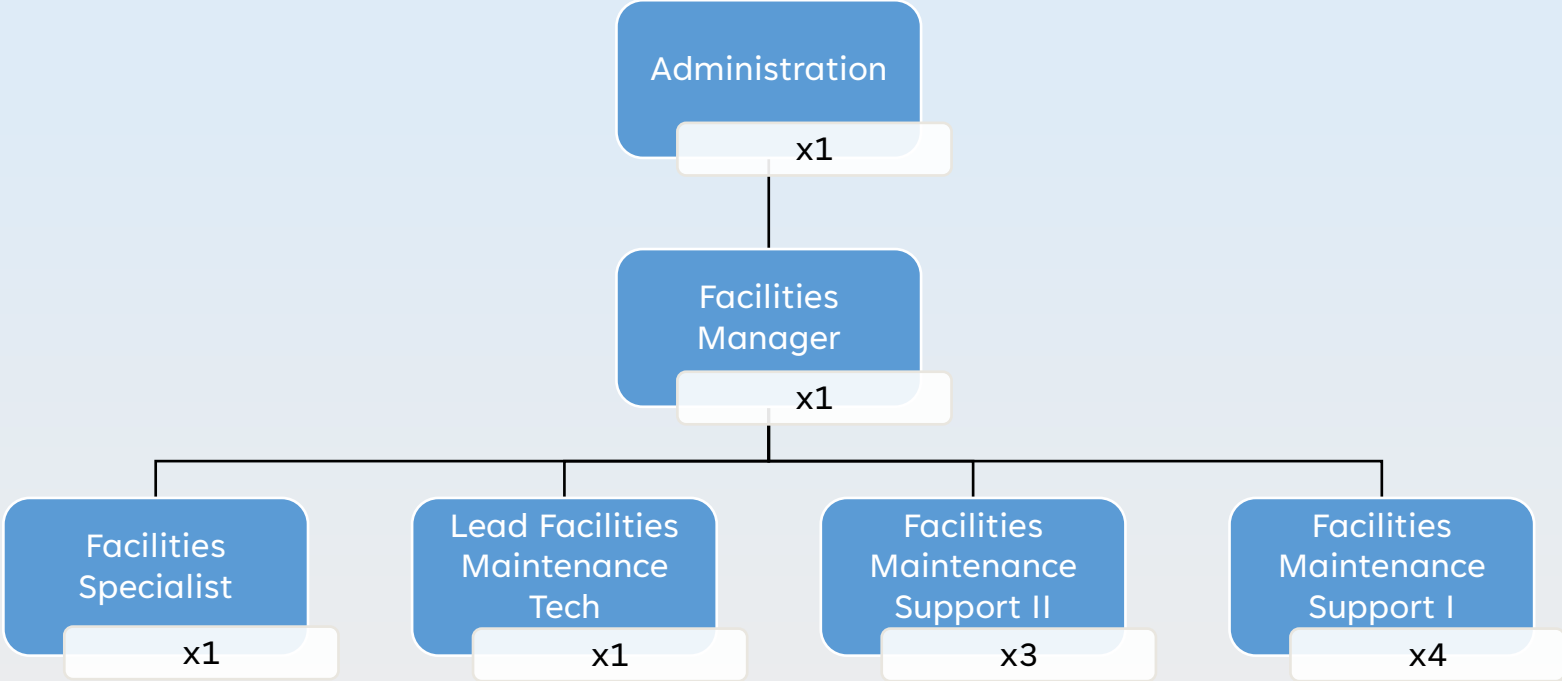 Administration
x1
Facilities
Manager
x1
Facilities
Specialist
x1
Lead Facilities
Maintenance
Tech
x1
Facilities
Maintenance
Support II
x3
Facilities
Maintenance
Support I
x4